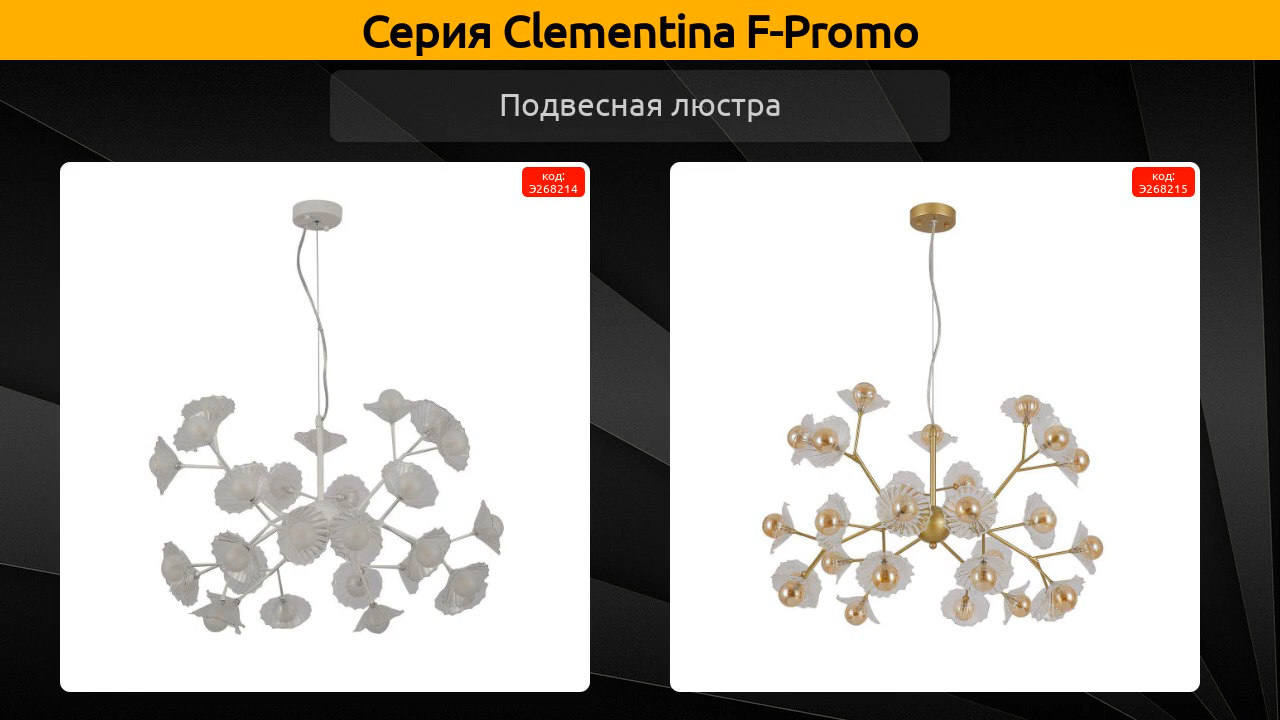 Серия Clementina F-Promo
Подвесная люстра
код:
Э268214
код:
Э268215